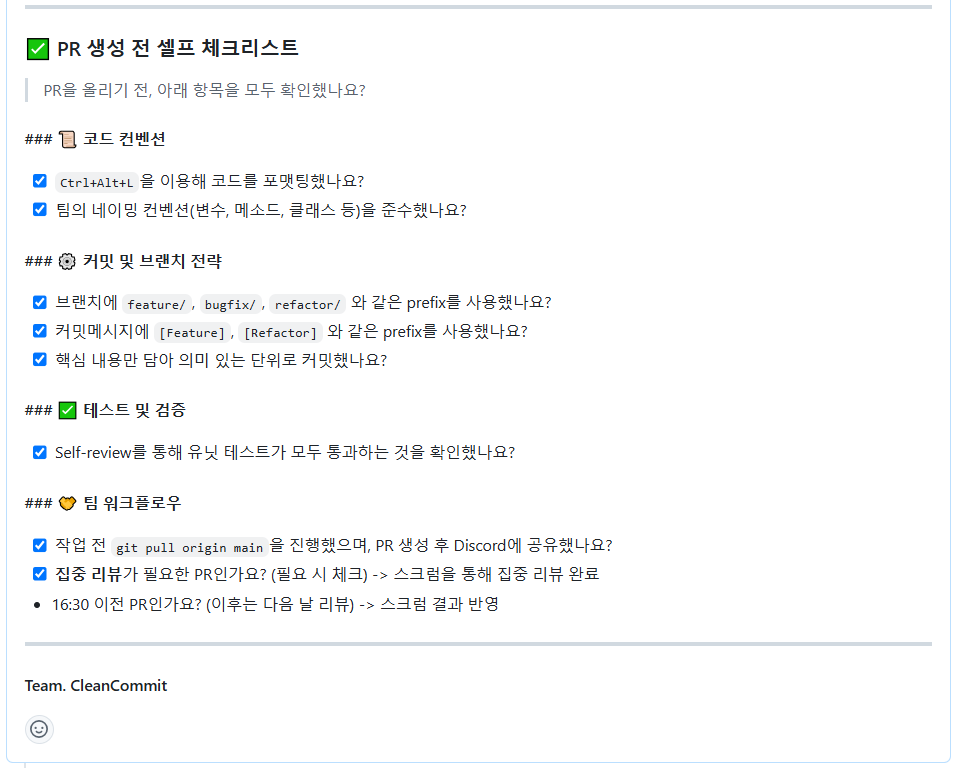 ✅ PR 생성 전 셀프 체크리스트
PR을 올리기 전, 아래 항목을 모두 확인했나요?
### 📜 코드 컨벤션
Ctrl+Alt+L 을 이용해 코드를 포맷팅했나요?
팀의 네이밍 컨벤션(변수, 메소드, 클래스 등)을 준수했나요?
### ⚙️ 커밋 및 브랜치 전략
브랜치에 feature/, bugfix/, refactor/ 와 같은 prefix를 사용했나요?
커밋메시지에 [Feature], [Refactor] 와 같은 prefix를 사용했나요?
핵심 내용만 담아 의미 있는 단위로 커밋했나요?
### ✅ 테스트 및 검증
Self-review를 통해 유닛 테스트가 모두 통과하는 것을 확인했나요?
### 🤝 팀 워크플로우
작업 전 git pull origin main 을 진행했으며, PR 생성 후 Discord에 공유했나요?
집중 리뷰가 필요한 PR인가요? (필요 시 체크) -> 스크럼을 통해 집중 리뷰 완료
16:30 이전 PR인가요? (이후는 다음 날 리뷰) -> 스크럼 결과 반영
Team. CleanCommit